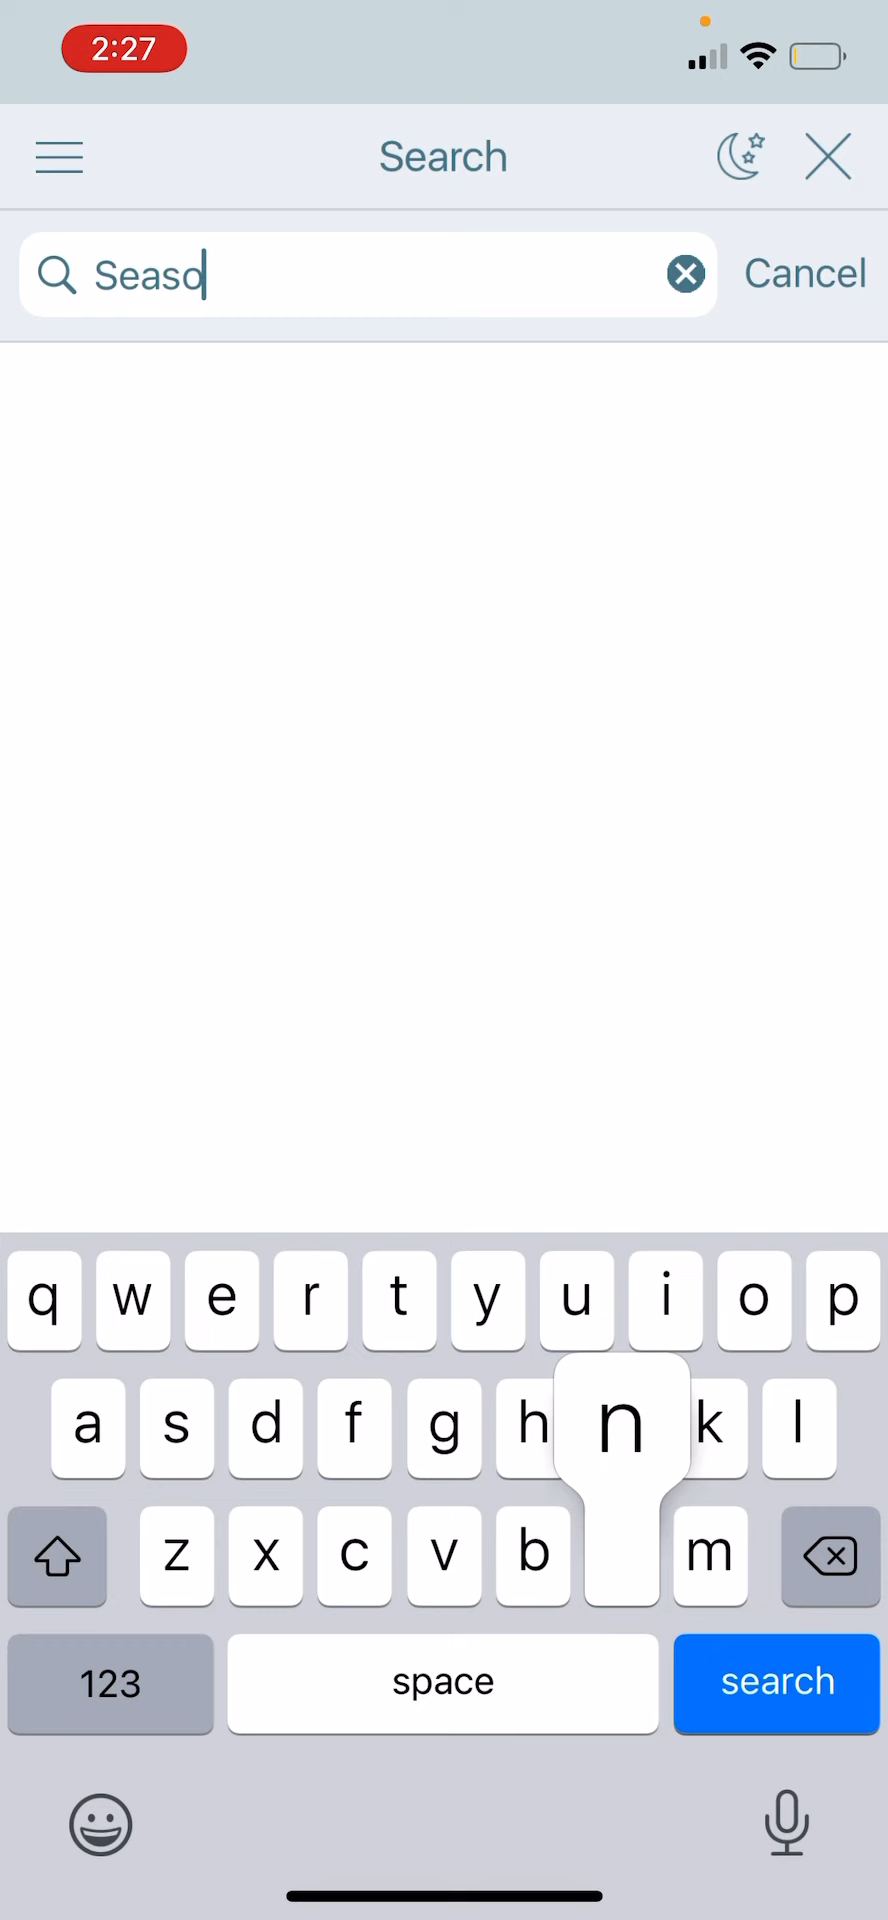 2:27
Search
Seaso
Cancel
q w e r t y u i o p
a s d f g h n k l
z x c v b m
123 space search